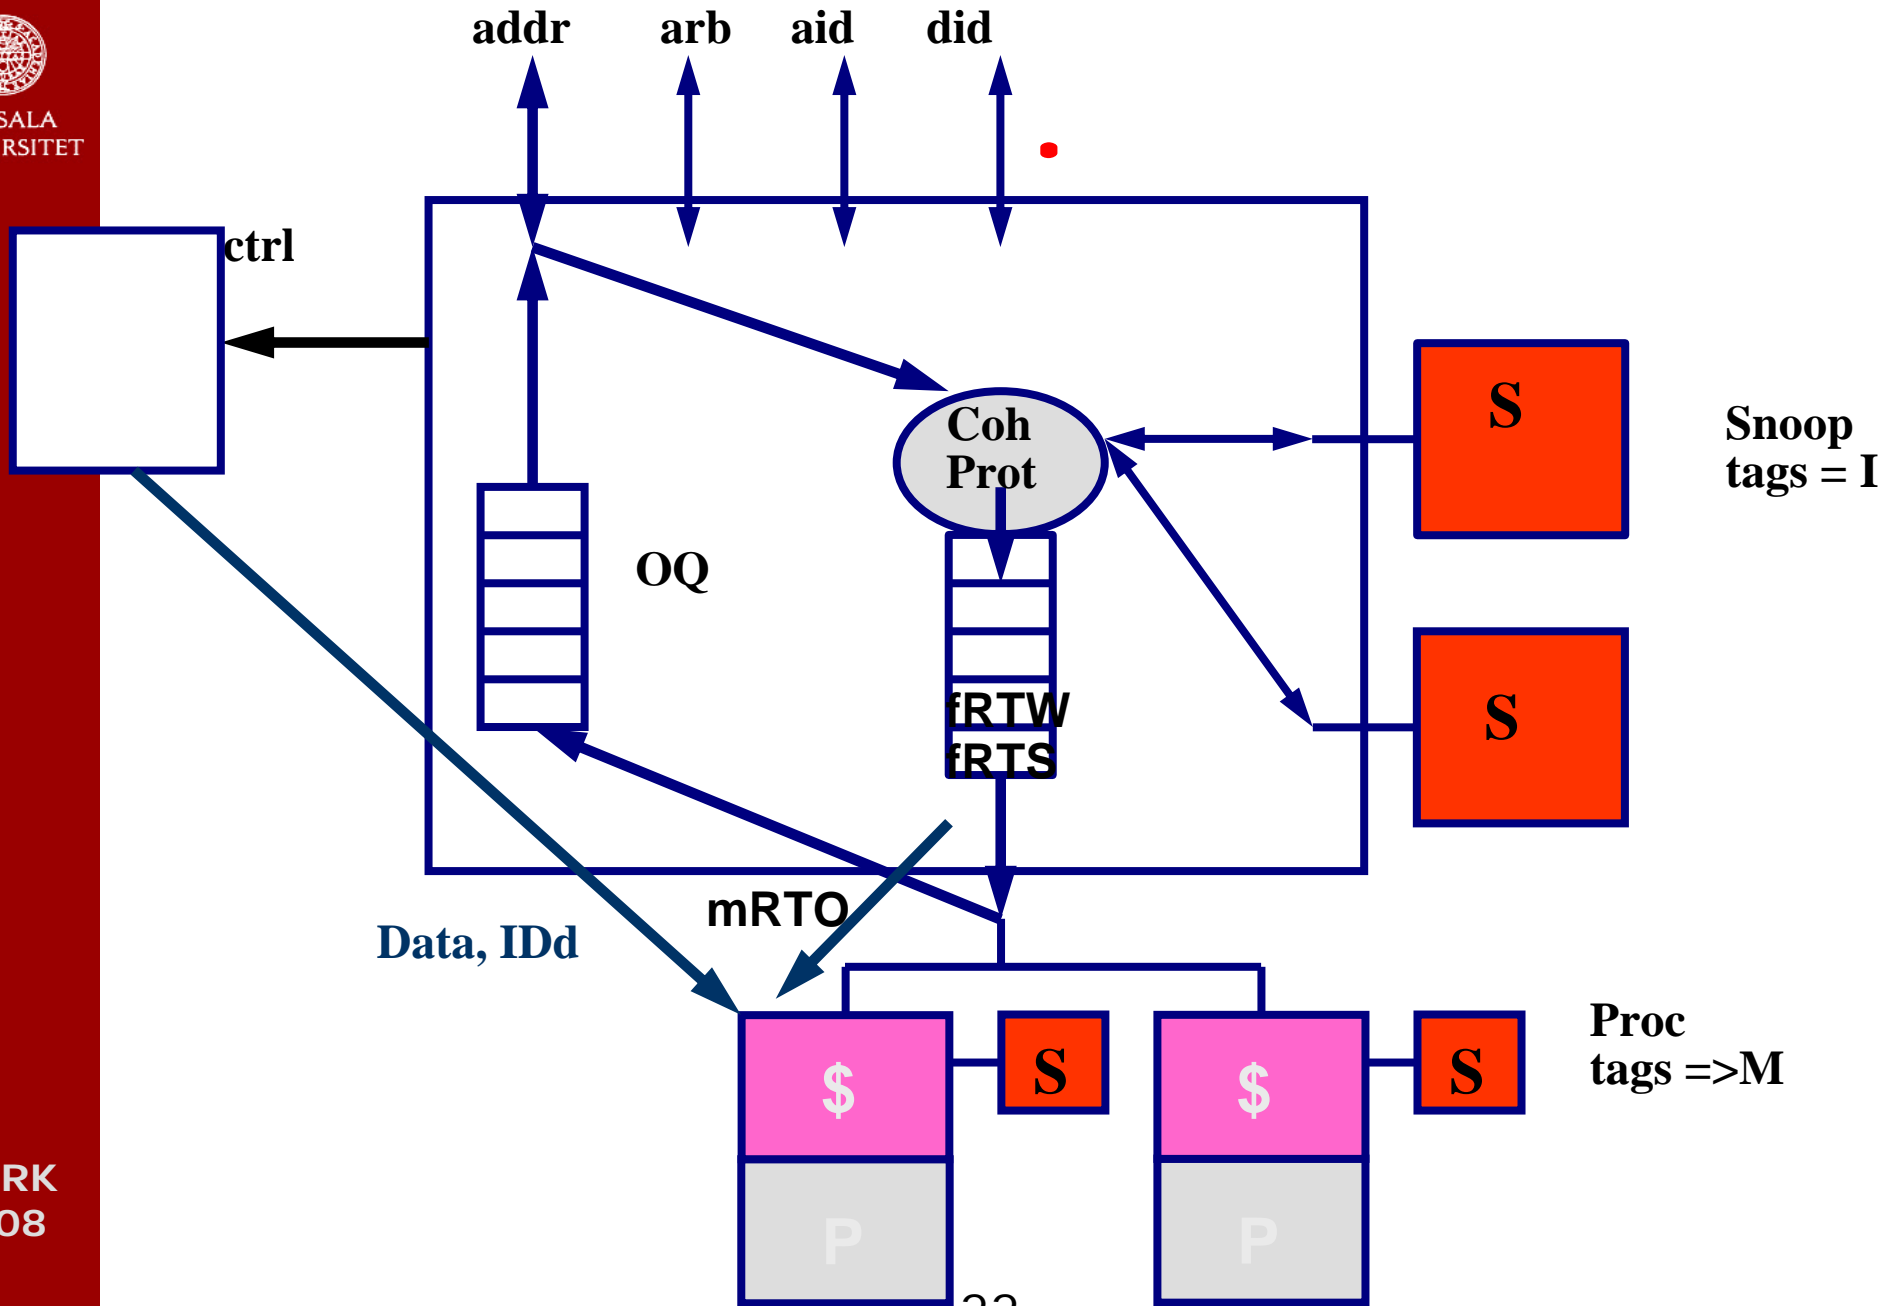 addr arb aid did
SALA
RSITET
ctrl
S
Coh
Prot
Snoop
tags = I
OQ
fRTW
S
fRTS
mRTO
Data, IDd
Proc
tags =>M
$ S $ S
RK
08
P P